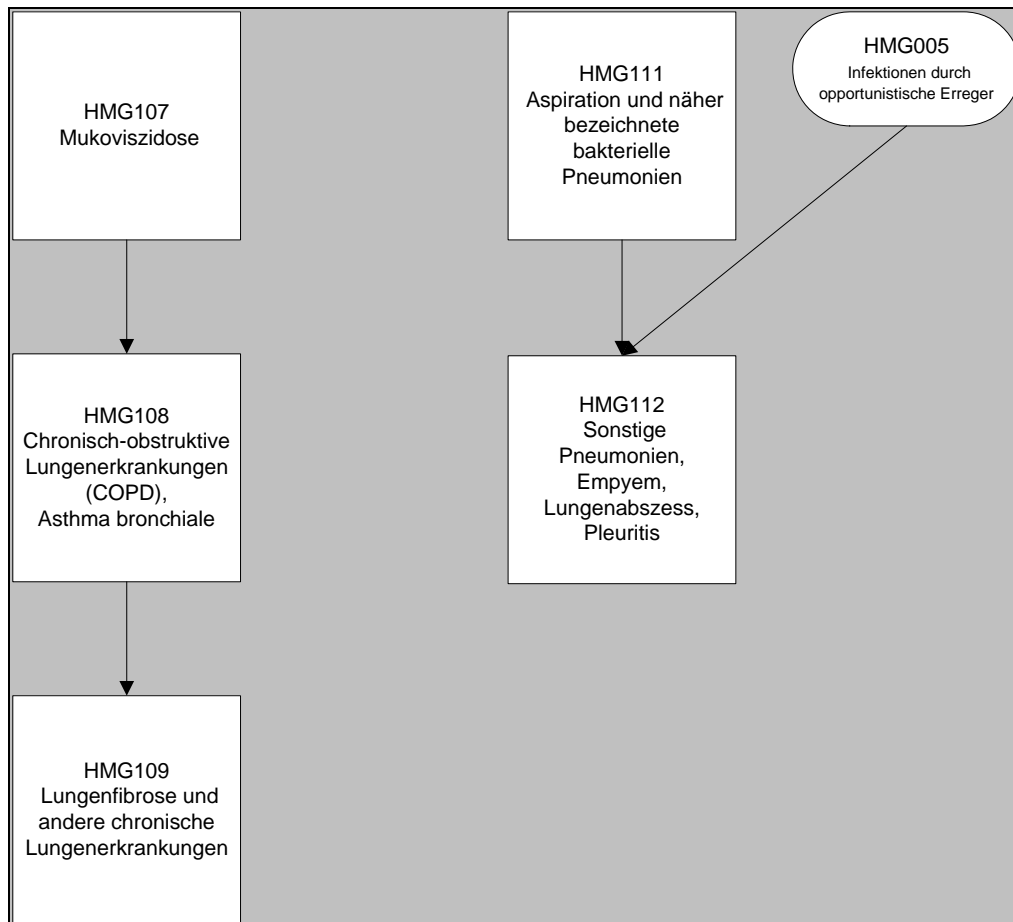 HMG107
Mukoviszidose
HMG111
Aspiration und näher
bezeichnete
bakterielle
Pneumonien
HMG005
Infektionen durch
opportunistische Erreger
HMG108
Chronisch-obstruktive
Lungenerkrankungen
(COPD),
Asthma bronchiale
HMG112
Sonstige
Pneumonien,
Empyem,
Lungenabszess,
Pleuritis
HMG109
Lungenfibrose und
andere chronische
Lungenerkrankungen